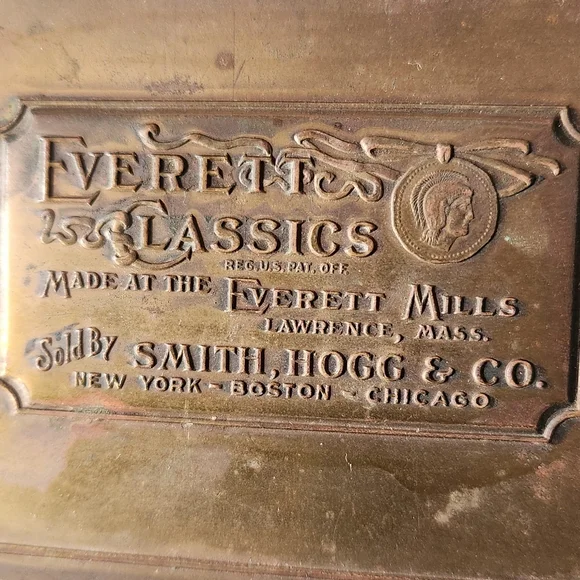 EVERETT
CLASSICS
REG. U.S. PAT. OFF.
MADE AT THE EVERETT MILLS
LAWRENCE, MASS.
Sold By SMITH, HOGG & CO.
NEW YORK - BOSTON - CHICAGO